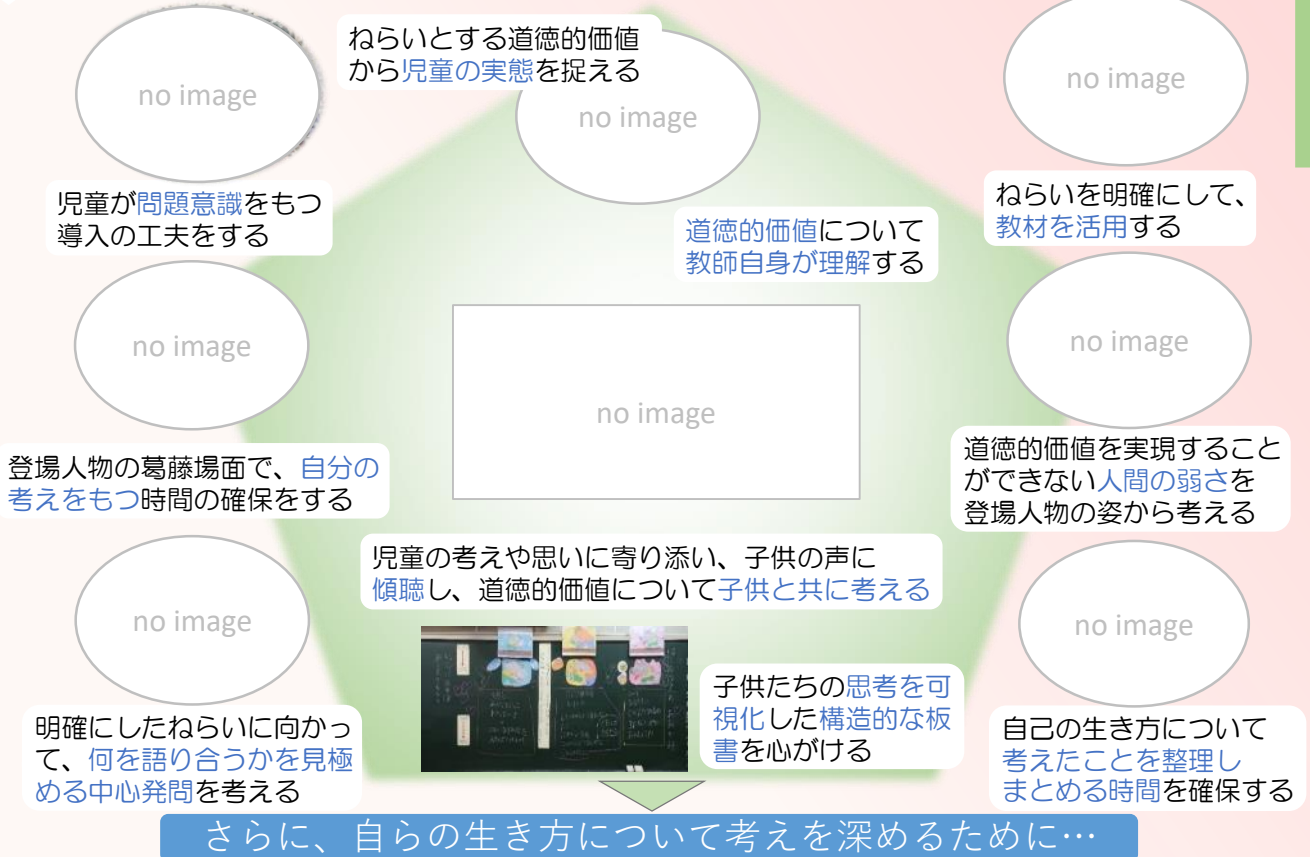 no image
ねらいとする道徳的価値
から児童の実態を捉える
no image
no image
児童が問題意識をもつ
導入の工夫をする
道徳的価値について
教師自身が理解する
ねらいを明確にして、
教材を活用する
no image
no image
no image
登場人物の葛藤場面で、自分の
考えをもつ時間の確保をする
道徳的価値を実現すること
ができない人間の弱さを
登場人物の姿から考える
児童の考えや思いに寄り添い、子供の声に
傾聴し、道徳的価値について子供と共に考える
no image
no image
子供たちの思考を可
視化した構造的な板
書を心がける
明確にしたねらいに向かっ
て、何を語り合うかを見極
める中心発問を考える
自己の生き方について
考えたことを整理し
まとめる時間を確保する
さらに、自らの生き方について考えを深めるために…